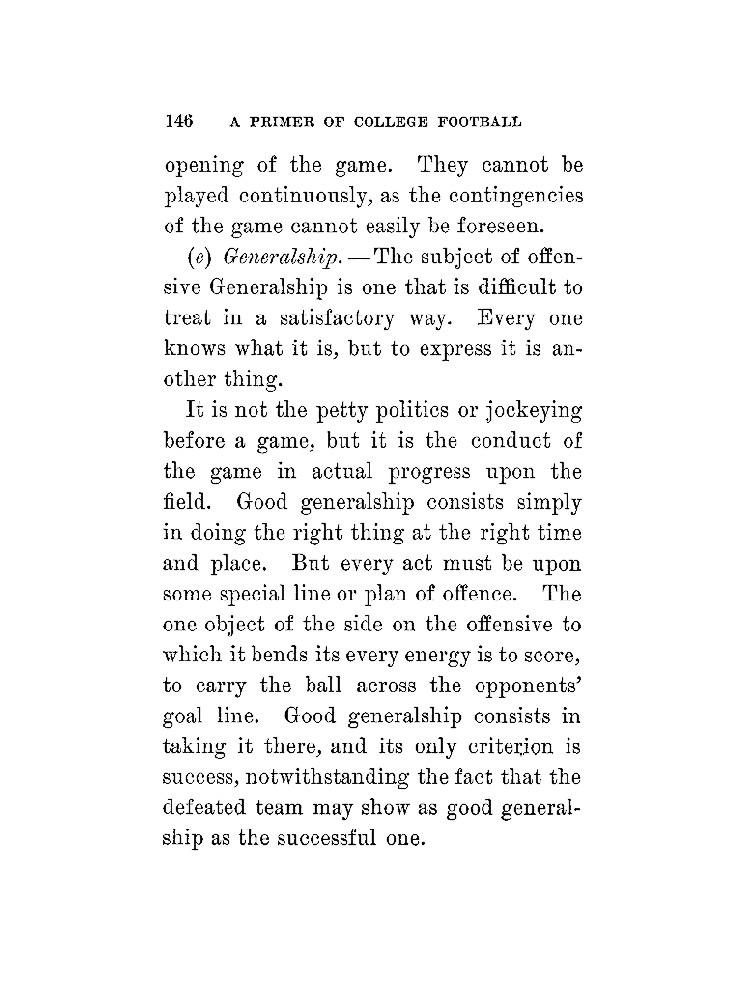 146 A PRIMER OF COLLEGE FOOTBALL
opening of the game. They cannot be
played continuously, as the contingencies
of the game cannot easily be foreseen.
(e) Generalship.—The subject of offen-
sive Generalship is one that is difficult to
treat in a satisfactory way. Every one
knows what it is, but to express it is an-
other thing.
It is not the petty politics or jockeying
before a game, but it is the conduct of
the game in actual progress upon the
field. Good generalship consists simply
in doing the right thing at the right time
and place. But every act must be upon
some special line or plan of offence. The
one object of the side on the offensive to
which it bends its every energy is to score,
to carry the ball across the opponents'
goal line. Good generalship consists in
taking it there, and its only criterion is
success, notwithstanding the fact that the
defeated team may show as good general-
ship as the successful one.